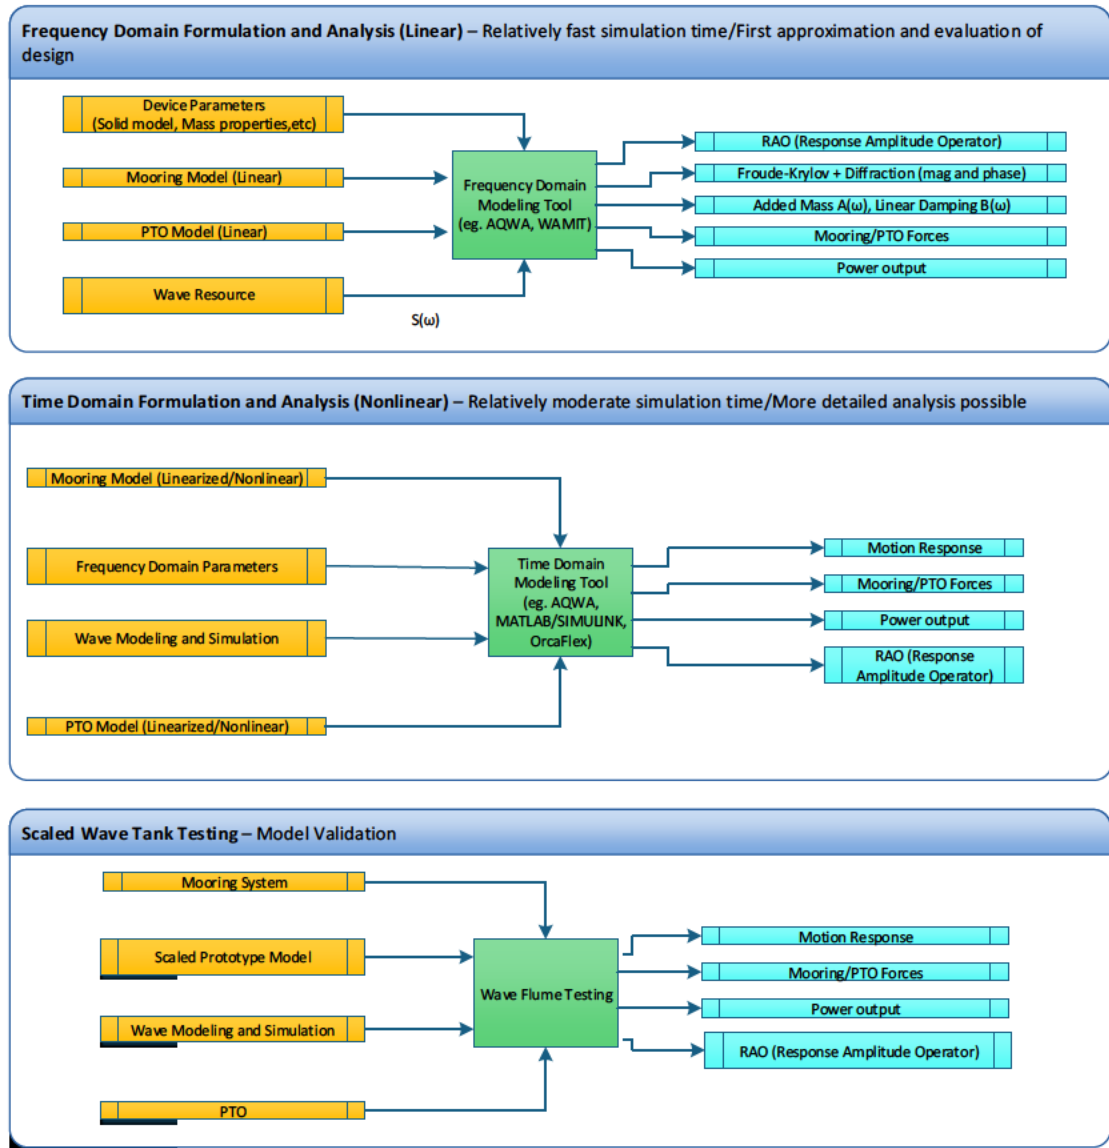 Frequency Domain Formulation and Analysis (Linear) – Relatively fast simulation time/First approximation and evaluation of
design
Device Parameters
(Solid model, Mass properties,etc)
Mooring Model (Linear)
PTO Model (Linear)
Wave Resource
S(ω)
Frequency Domain
Modeling Tool
(eg. AQWA, WAMIT)
RAO (Response Amplitude Operator)
Froude-Krylov + Diffraction (mag and phase)
Added Mass A(ω), Linear Damping B(ω)
Mooring/PTO Forces
Power output
Time Domain Formulation and Analysis (Nonlinear) – Relatively moderate simulation time/More detailed analysis possible
Mooring Model (Linearized/Nonlinear)
Frequency Domain Parameters
Wave Modeling and Simulation
PTO Model (Linearized/Nonlinear)
Time Domain
Modeling Tool
(eg. AQWA,
MATLAB/SIMULINK,
OrcaFlex)
Motion Response
Mooring/PTO Forces
Power output
RAO (Response
Amplitude Operator)
Scaled Wave Tank Testing – Model Validation
Mooring System
Scaled Prototype Model
Wave Modeling and Simulation
PTO
Wave Flume Testing
Motion Response
Mooring/PTO Forces
Power output
RAO (Response Amplitude Operator)